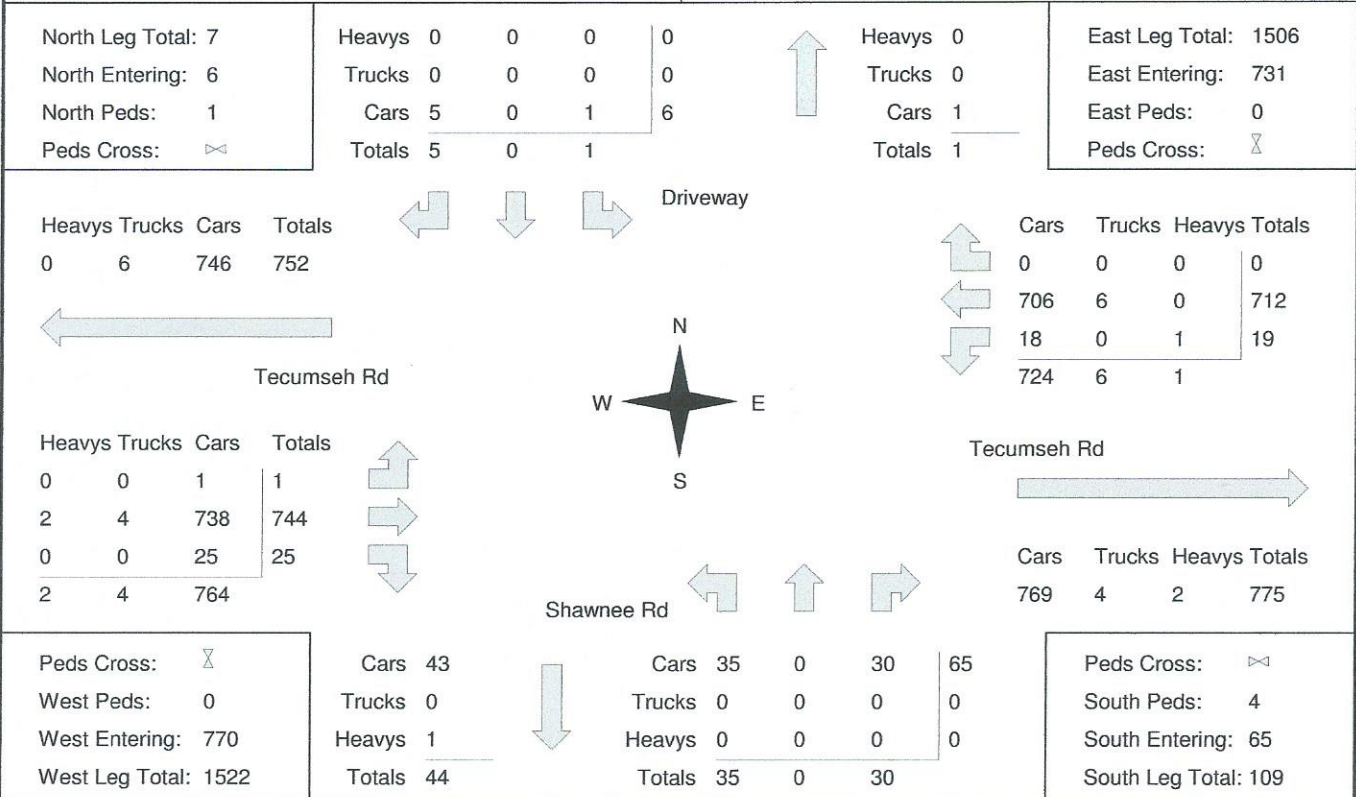 North Leg Total: 7
North Entering: 6
North Peds: 1
Peds Cross:
Heavys 0 0 0 0
Trucks 0 0 0 0
Cars 5 0 1 6
Totals 5 0 1
Heavys 0
Trucks 0
Cars 1
Totals 1
East Leg Total: 1506
East Entering: 731
East Peds: 0
Peds Cross:
Driveway
Heavys Trucks Cars Totals
0 6 746 752
Tecumseh Rd
Cars Trucks Heavys Totals
0 0 0 0
706 6 0 712
18 0 1 19
724 6 1
N
W E
S
Heavys Trucks Cars Totals
0 0 1 1
2 4 738 744
0 0 25 25
2 4 764
Tecumseh Rd
Cars Trucks Heavys Totals
769 4 2 775
Shawnee Rd
Peds Cross:
West Peds: 0
West Entering: 770
West Leg Total: 1522
Cars 43
Trucks 0
Heavys 1
Totals 44
Cars 35 0 30 65
Trucks 0 0 0 0
Heavys 0 0 0 0
Totals 35 0 30
Peds Cross:
South Peds: 4
South Entering: 65
South Leg Total: 109